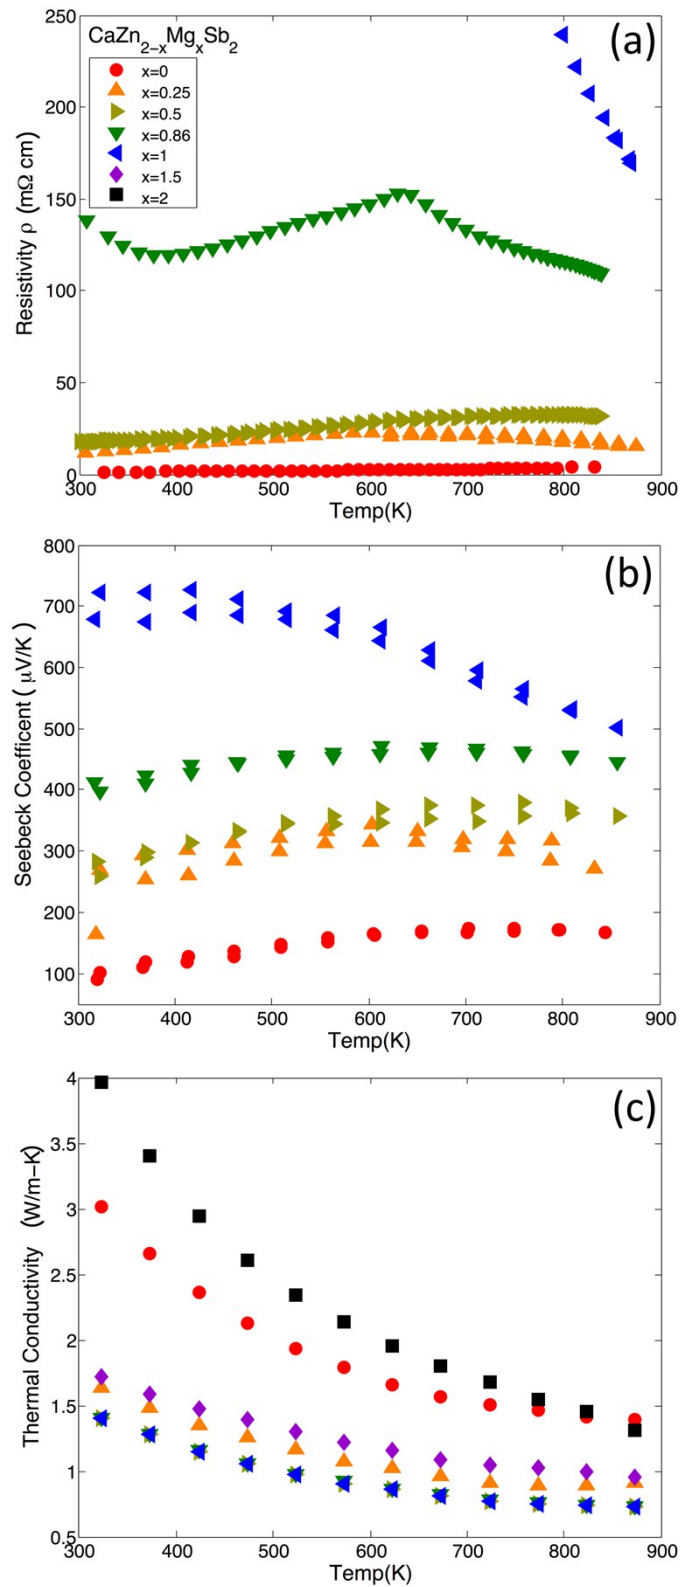 250
(a)
CaZn2−xMgxSb2
x=0
x=0.25
x=0.5
x=0.86
x=1
x=1.5
x=2
200
150
100
50
0
Resistivity ρ (mΩ cm)
300 400 500 600 700 800 900
Temp(K)
800
(b)
700
600
500
400
300
200
100
Seebeck Coefficent ( μV/K)
300 400 500 600 700 800 900
Temp(K)
4
(c)
3.5
3
2.5
2
1.5
1
0.5
Thermal Conductivity (W/m−K)
300 400 500 600 700 800 900
Temp(K)